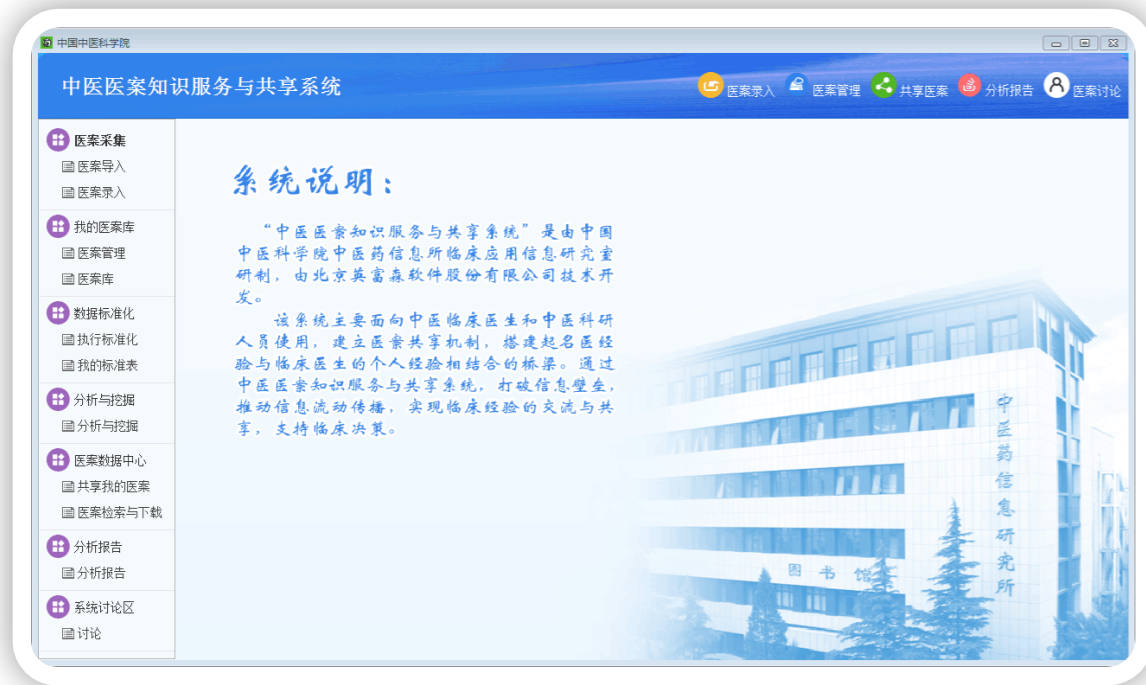 中国中医科学院
中医医案知识服务与共享系统
医案录入 医案管理 共享医案 分析报告 医案讨论
医案采集
医案导入
医案录入
我的医案库
医案管理
医案库
数据标准化
执行标准化
我的标准表
分析与挖掘
分析与挖掘
医案数据中心
共享我的医案
医案检索与下载
分析报告
分析报告
系统讨论区
讨论
系统说明：
“中医医案知识服务与共享系统”是由中国
中医科学院中医药信息所临床应用信息研究室
研制，由北京英富森软件股份有限公司技术开
发。
该系统主要面向中医临床医生和中医科研
人员使用，建立医案共享机制，搭建起名医经
验与临床医生的个人经验相结合的桥梁。通过
中医医案知识服务与共享系统，打破信息壁垒，
推动信息流动传播，实现临床经验的交流与共
享，支持临床决策。
中医药信息研究所
图书馆